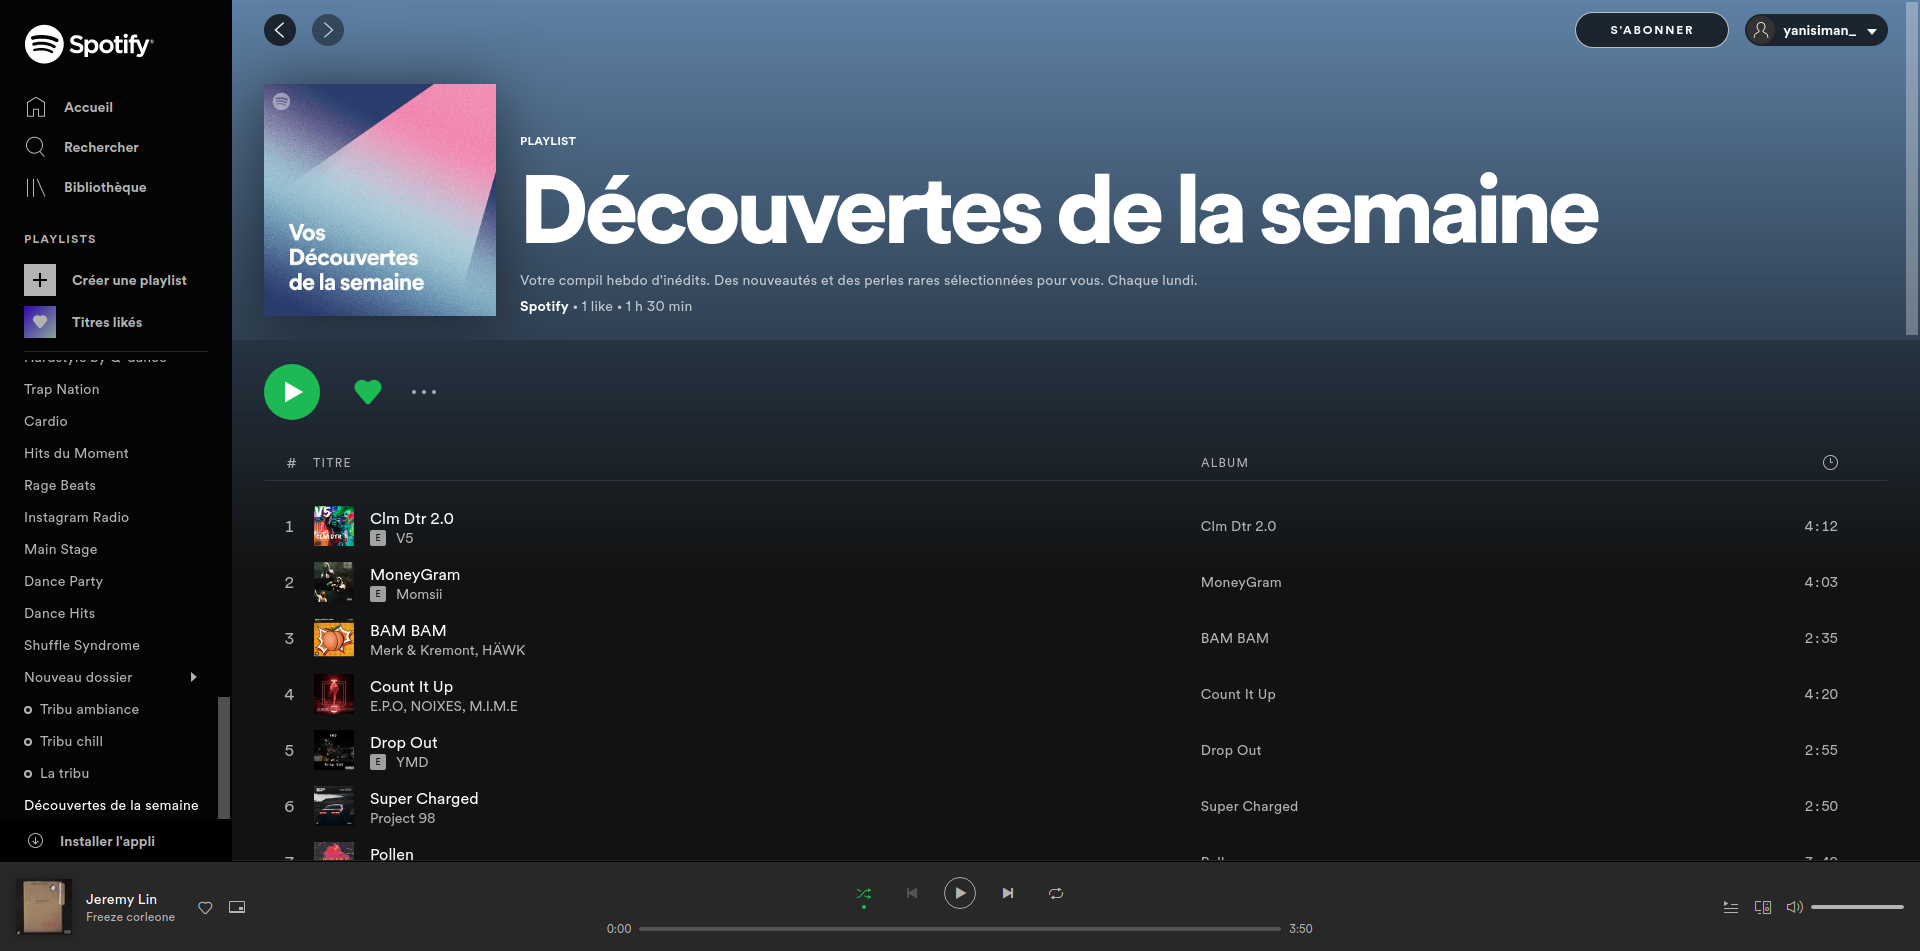 Spotify
Accueil
Rechercher
Bibliothèque
PLAYLISTS
Créer une playlist
Titres likés
Hardstyle by Q-dance
Trap Nation
Cardio
Hits du Moment
Rage Beats
Instagram Radio
Main Stage
Dance Party
Dance Hits
Shuffle Syndrome
Nouveau dossier
Tribu ambiance
Tribu chill
La tribu
Découvertes de la semaine
Installer l'appli
S'ABONNER
yanisiman_
Vos
Découvertes
de la semaine
PLAYLIST
Découvertes de la semaine
Votre compil hebdo d'inédits. Des nouveautés et des perles rares sélectionnées pour vous. Chaque lundi.
Spotify • 1 like • 1 h 30 min
# TITRE ALBUM
1 Clm Dtr 2.0 Clm Dtr 2.0 4:12
E V5
2 MoneyGram MoneyGram 4:03
E Momsii
3 BAM BAM BAM BAM 2:35
Merk & Kremont, HÄWK
4 Count It Up Count It Up 4:20
E.P.O, NOIXES, M.I.M.E
5 Drop Out Drop Out 2:55
E YMD
6 Super Charged Super Charged 2:50
Project 98
Pollen
Jeremy Lin
Freeze corleone
0:00 3:50